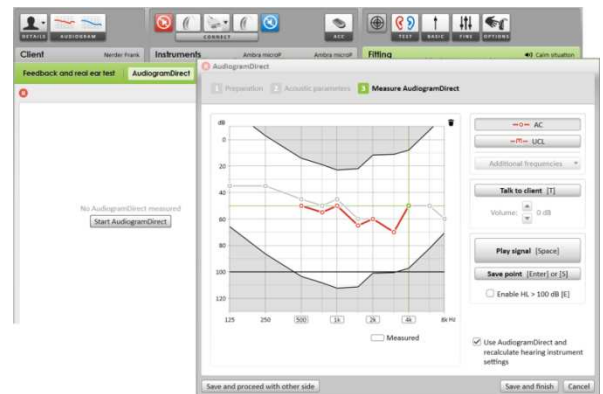 DETAILS
AUDIOGRAM
CONNECT
ACC
TEST
BASIC
FINE
OPTIONS
Client
Nerder Frank
Instruments
Ambra microP
Ambra microP
Fitting
Calm situation
Feedback and real ear test
AudiogramDirect
No AudiogramDirect measured
Start AudiogramDirect
AudiogramDirect
1 Preparation
2 Acoustic parameters
3 Measure AudiogramDirect
dB
0
20
40
60
80
100
120
125
250
500
1k
2k
4k
8k Hz
Measured
AC
UCL
Additional frequencies
Talk to client [T]
Volume:
0 dB
Play signal [Space]
Save point [Enter] or [S]
Enable HL > 100 dB [E]
Use AudiogramDirect and
recalculate hearing instrument
settings
Save and proceed with other side
Save and finish
Cancel